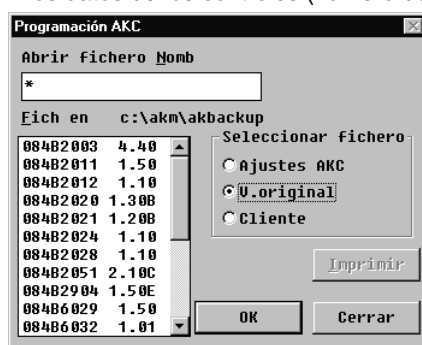 Programación AKC
Abrir fichero Nomb
*
Fich en c:\akm\akbackup
084B2003 4.40
084B2011 1.50
084B2012 1.10
084B2020 1.30B
084B2021 1.20B
084B2024 1.10
084B2028 1.10
084B2051 2.10C
084B2904 1.50E
084B6029 1.50
084B6032 1.01
Seleccionar fichero
Ajustes AKC
V.original
Cliente
Imprimir
OK
Cerrar